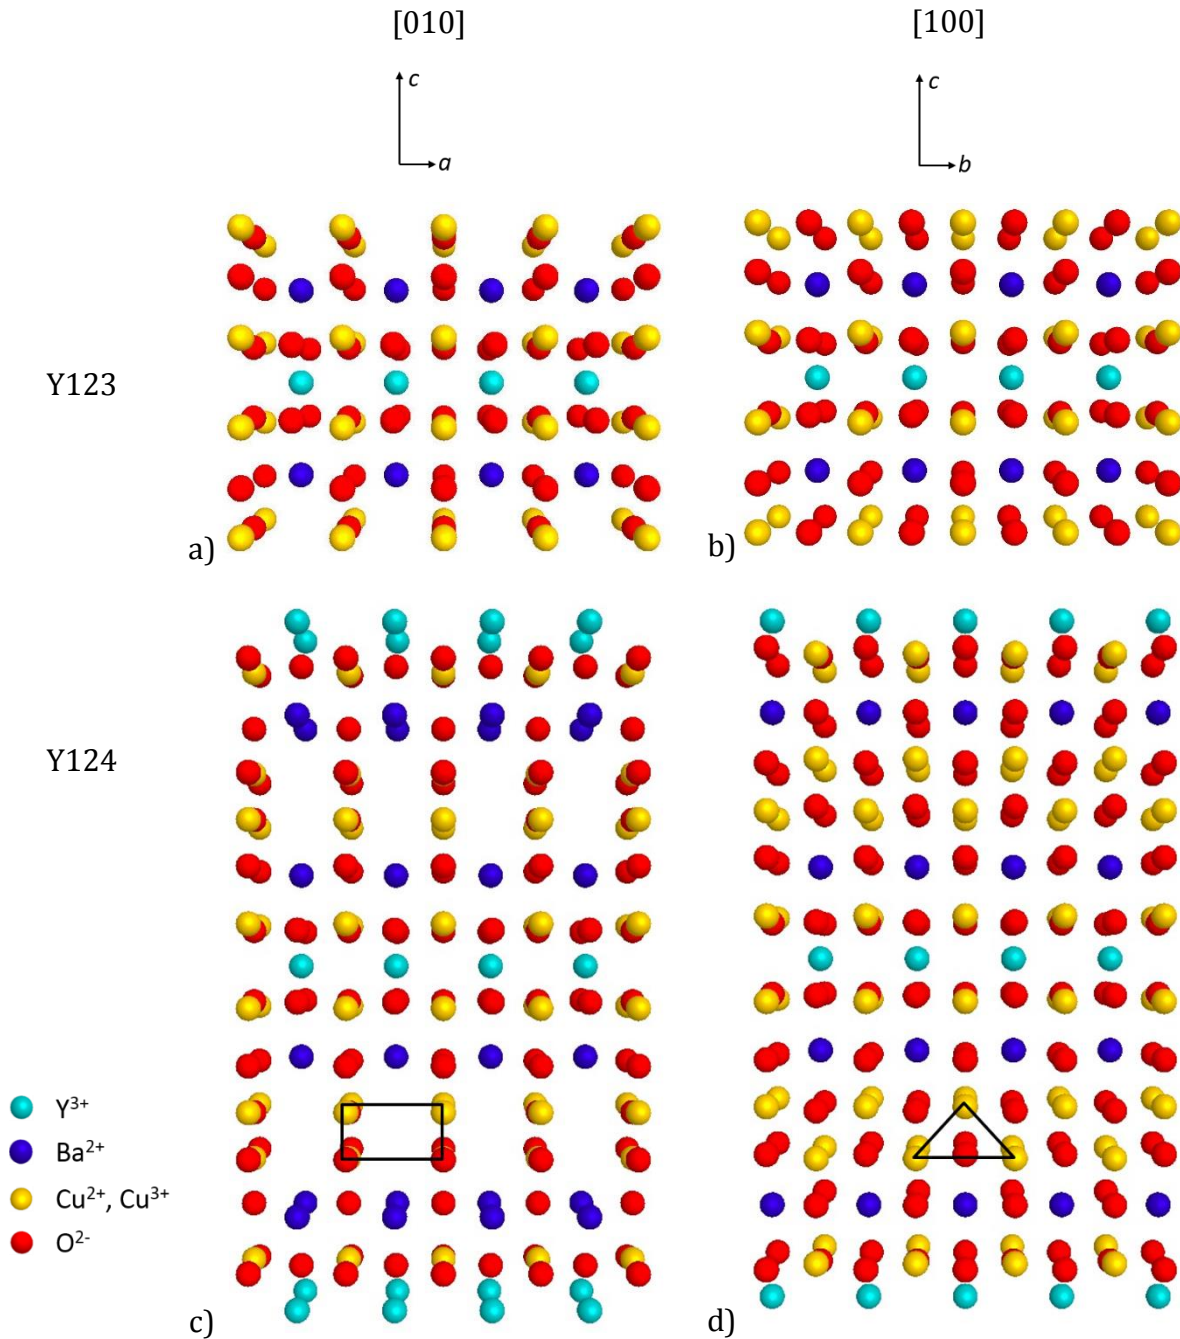 [010]
[100]
c
a
c
b
Y123
a)
b)
Y124
Y³⁺
Ba²⁺
Cu²⁺, Cu³⁺
O²⁻
c)
d)